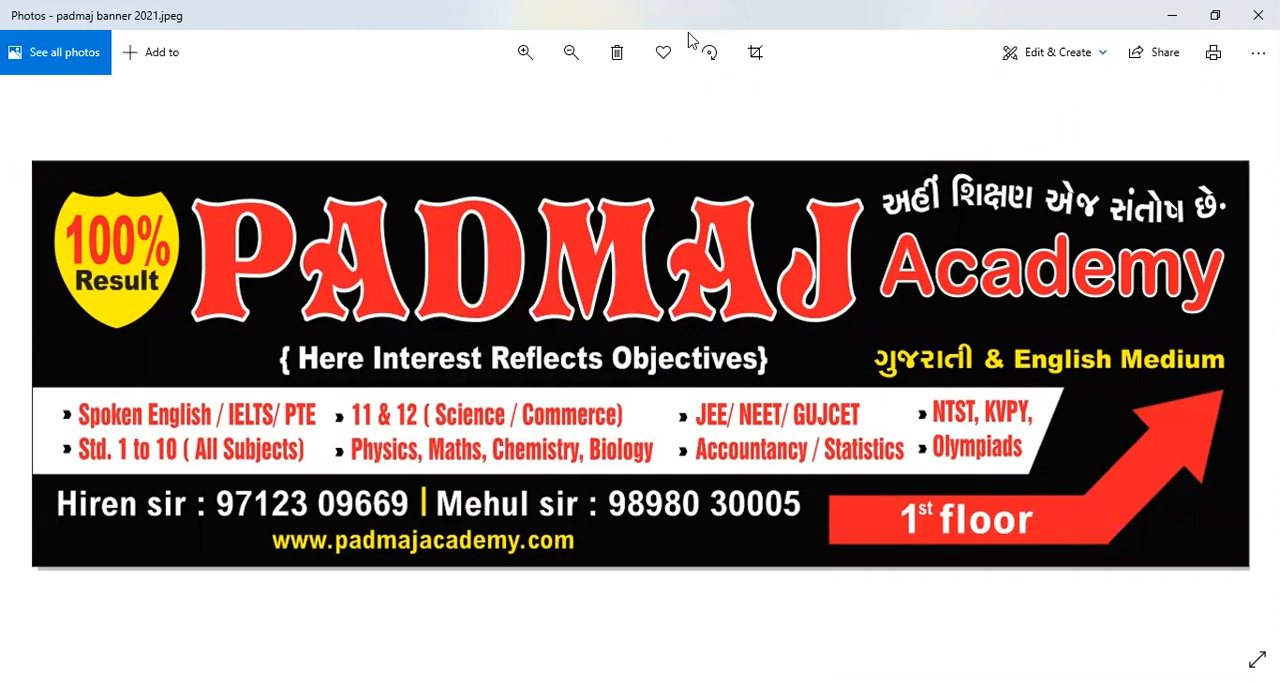 Photos - padmaj banner 2021.jpeg
See all photos
Add to
Edit & Create
Share
100%
Result
PADMAJ
અહીં શિક્ષણ એજ સંતોષ છે.
Academy
{ Here Interest Reflects Objectives}
ગુજરાતી & English Medium
» Spoken English / IELTS/ PTE
» Std. 1 to 10 ( All Subjects)
» 11 & 12 ( Science / Commerce)
» Physics, Maths, Chemistry, Biology
» JEE/ NEET/ GUJCET
» Accountancy / Statistics
» NTST, KVPY,
» Olympiads
Hiren sir : 97123 09669 | Mehul sir : 98980 30005
www.padmajacademy.com
1st floor